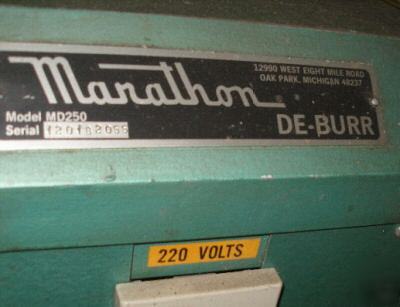 Marathon
12990 WEST EIGHT MILE ROAD
OAK PARK, MICHIGAN 48237
Model MD250
Serial
DE-BURR
220 VOLTS